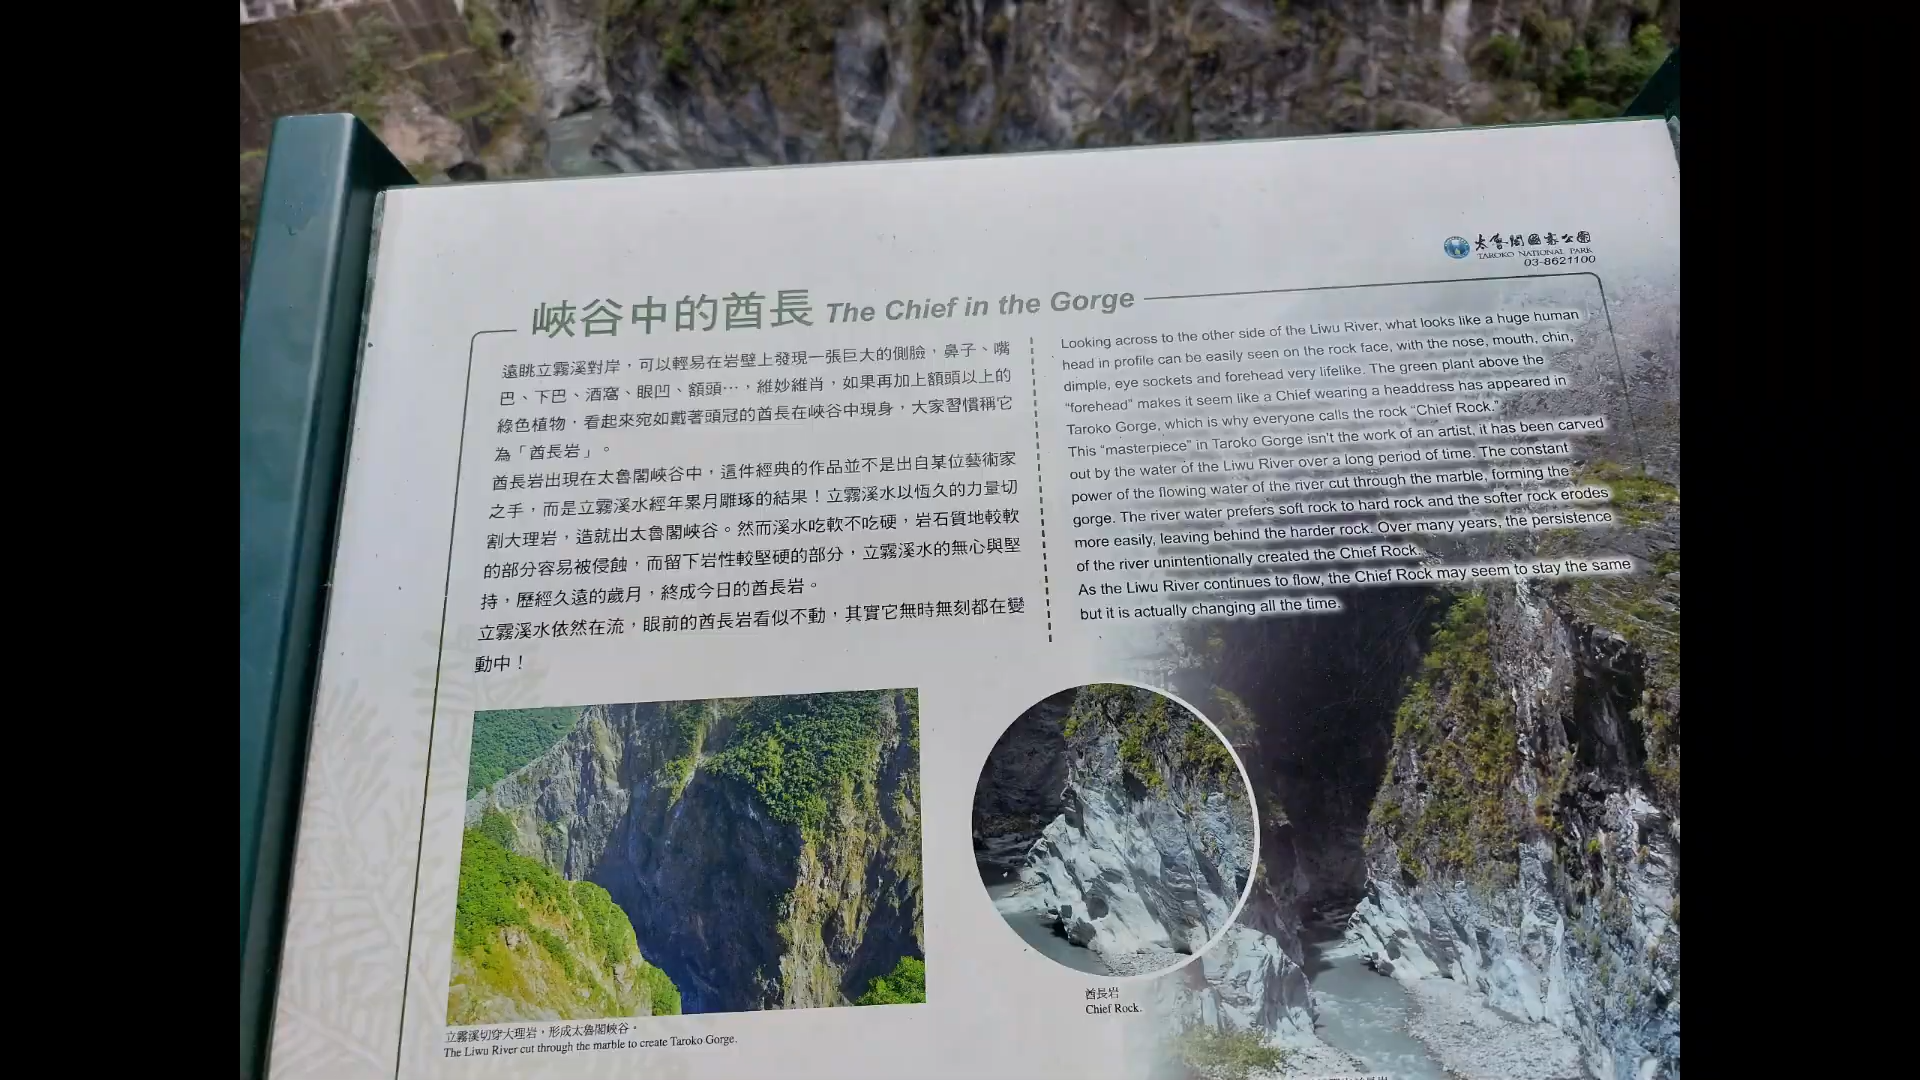 太魯閣國家公園
TAROKO NATIONAL PARK
03-8621100
峽谷中的酋長 The Chief in the Gorge
遠眺立霧溪對岸，可以輕易在岩壁上發現一張巨大的側臉，鼻子、嘴
巴、下巴、酒窩、眼凹、額頭…，維妙維肖，如果再加上額頭以上的
綠色植物，看起來宛如戴著頭冠的酋長在峽谷中現身，大家習慣稱它
為「酋長岩」。
酋長岩出現在太魯閣峽谷中，這件經典的作品並不是出自某位藝術家
之手，而是立霧溪水經年累月雕琢的結果！立霧溪水以恆久的力量切
割大理岩，造就出太魯閣峽谷。然而溪水吃軟不吃硬，岩石質地較軟
的部分容易被侵蝕，而留下岩性較堅硬的部分，立霧溪水的無心與堅
持，歷經久遠的歲月，終成今日的酋長岩。
立霧溪水依然在流，眼前的酋長岩看似不動，其實它無時無刻都在變
動中！
Looking across to the other side of the Liwu River, what looks like a huge human
head in profile can be easily seen on the rock face, with the nose, mouth, chin,
dimple, eye sockets and forehead very lifelike. The green plant above the
“forehead” makes it seem like a Chief wearing a headdress has appeared in
Taroko Gorge, which is why everyone calls the rock “Chief Rock.”
This “masterpiece” in Taroko Gorge isn't the work of an artist, it has been carved
out by the water of the Liwu River over a long period of time. The constant
power of the flowing water of the river cut through the marble, forming the
gorge. The river water prefers soft rock to hard rock and the softer rock erodes
more easily, leaving behind the harder rock. Over many years, the persistence
of the river unintentionally created the Chief Rock.
As the Liwu River continues to flow, the Chief Rock may seem to stay the same
but it is actually changing all the time.
立霧溪切穿大理岩，形成太魯閣峽谷。
The Liwu River cut through the marble to create Taroko Gorge.
酋長岩
Chief Rock.